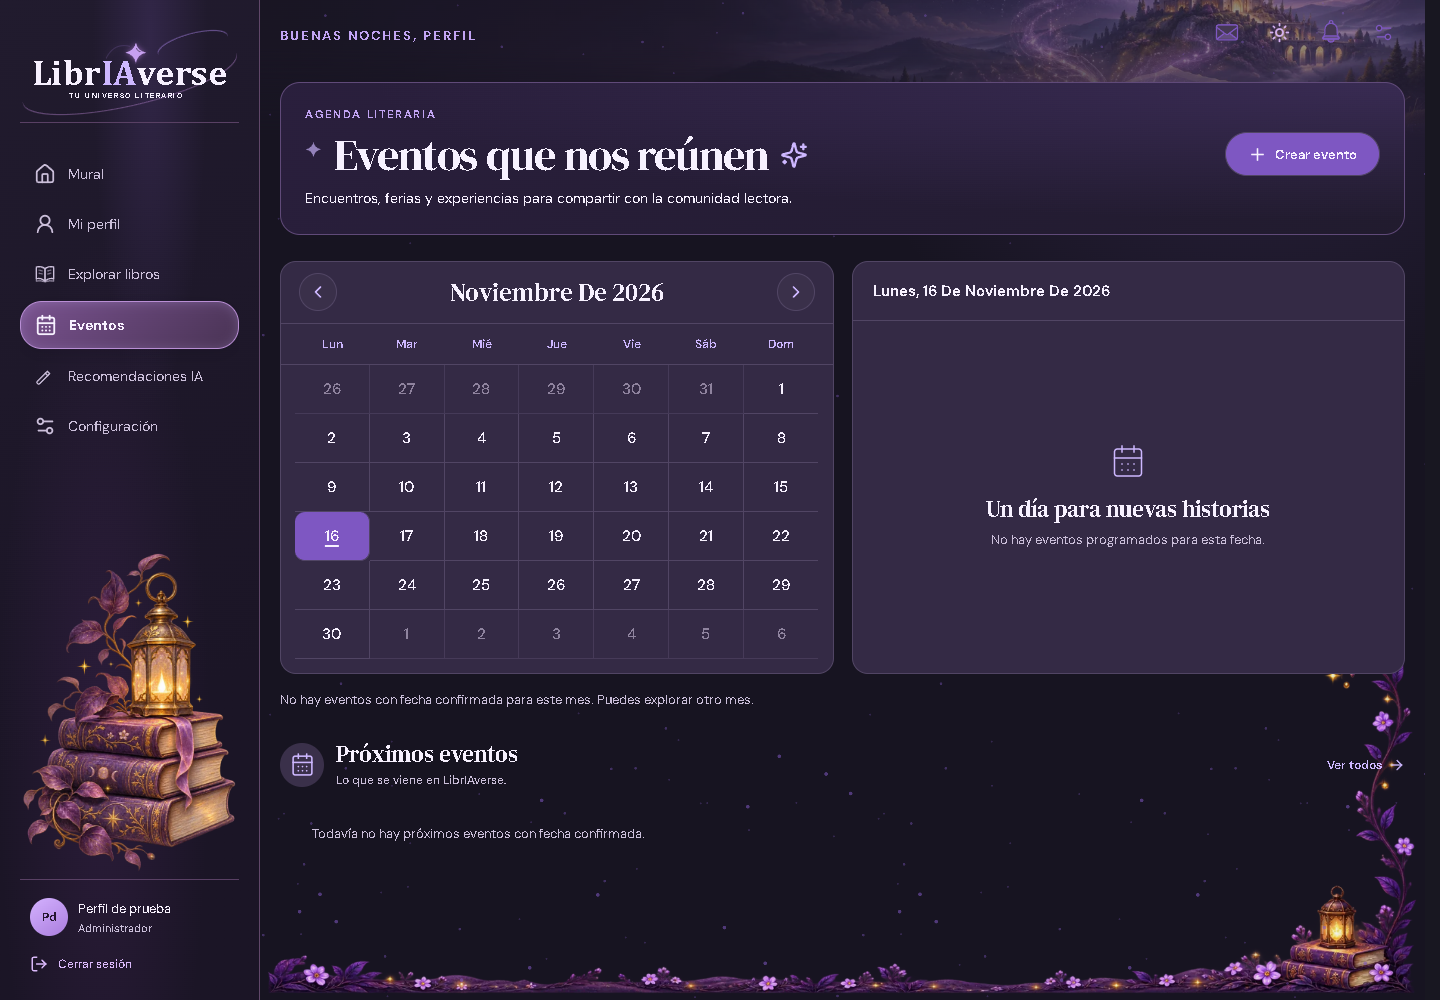 LibrIAverse
TU UNIVERSO LITERARIO
Mural
Mi perfil
Explorar libros
Eventos
Recomendaciones IA
Configuración
Pd
Perfil de prueba
Administrador
Cerrar sesión
BUENAS NOCHES, PERFIL
AGENDA LITERARIA
Eventos que nos reúnen
Encuentros, ferias y experiencias para compartir con la comunidad lectora.
Crear evento
Noviembre De 2026
Lun Mar Mié Jue Vie Sáb Dom
26 27 28 29 30 31 1
2 3 4 5 6 7 8
9 10 11 12 13 14 15
16 17 18 19 20 21 22
23 24 25 26 27 28 29
30 1 2 3 4 5 6
Lunes, 16 De Noviembre De 2026
Un día para nuevas historias
No hay eventos programados para esta fecha.
No hay eventos con fecha confirmada para este mes. Puedes explorar otro mes.
Próximos eventos
Lo que se viene en LibrIAverse.
Ver todos
Todavía no hay próximos eventos con fecha confirmada.